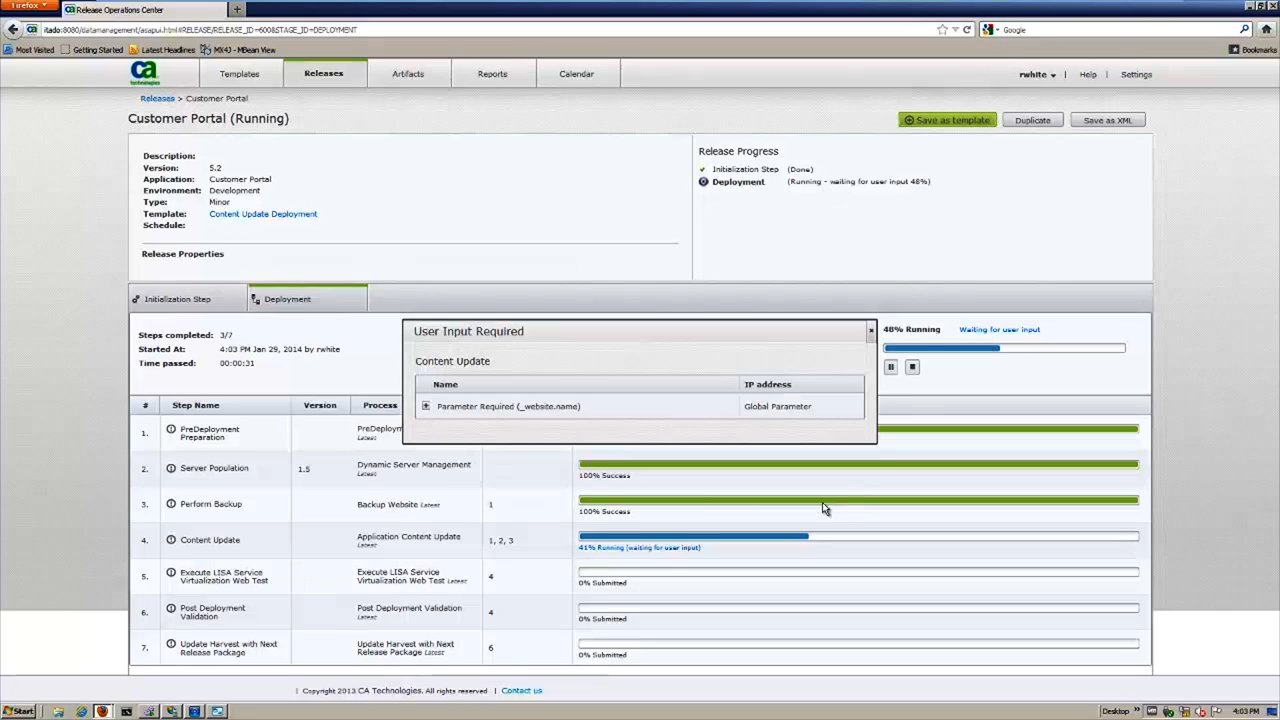 Firefox
Release Operations Center
itado:8080/datamanagement/asapui.html#RELEASE/RELEASE_ID=600&STAGE_ID=DEPLOYMENT
Google
Most Visited
Getting Started
Latest Headlines
MX4J - MBean View
Bookmarks
ca
technologies
Templates
Releases
Artifacts
Reports
Calendar
rwhite
Help
Settings
Releases > Customer Portal
Customer Portal (Running)
Save as template
Duplicate
Save as XML
Description:
Version: 5.2
Application: Customer Portal
Environment: Development
Type: Minor
Template: Content Update Deployment
Schedule:
Release Properties
Release Progress
Initialization Step (Done)
Deployment (Running - waiting for user input 48%)
Initialization Step
Deployment
Steps completed: 3/7
Started At: 4:03 PM Jan 29, 2014 by rwhite
Time passed: 00:00:31
48% Running Waiting for user input
User Input Required
Content Update
Name IP address
Parameter Required (_website.name) Global Parameter
# Step Name Version Process
1. PreDeployment Preparation PreDeploym Latest
2. Server Population 1.5 Dynamic Server Management Latest
100% Success
3. Perform Backup Backup Website Latest 1
100% Success
4. Content Update Application Content Update Latest 1, 2, 3
41% Running (waiting for user input)
5. Execute LISA Service Virtualization Web Test Execute LISA Service Virtualization Web Test Latest 4
0% Submitted
6. Post Deployment Validation Post Deployment Validation Latest 4
0% Submitted
7. Update Harvest with Next Release Package Update Harvest with Next Release Package Latest 6
0% Submitted
Copyright 2013 CA Technologies. All rights reserved | Contact us
Start
Desktop
4:03 PM